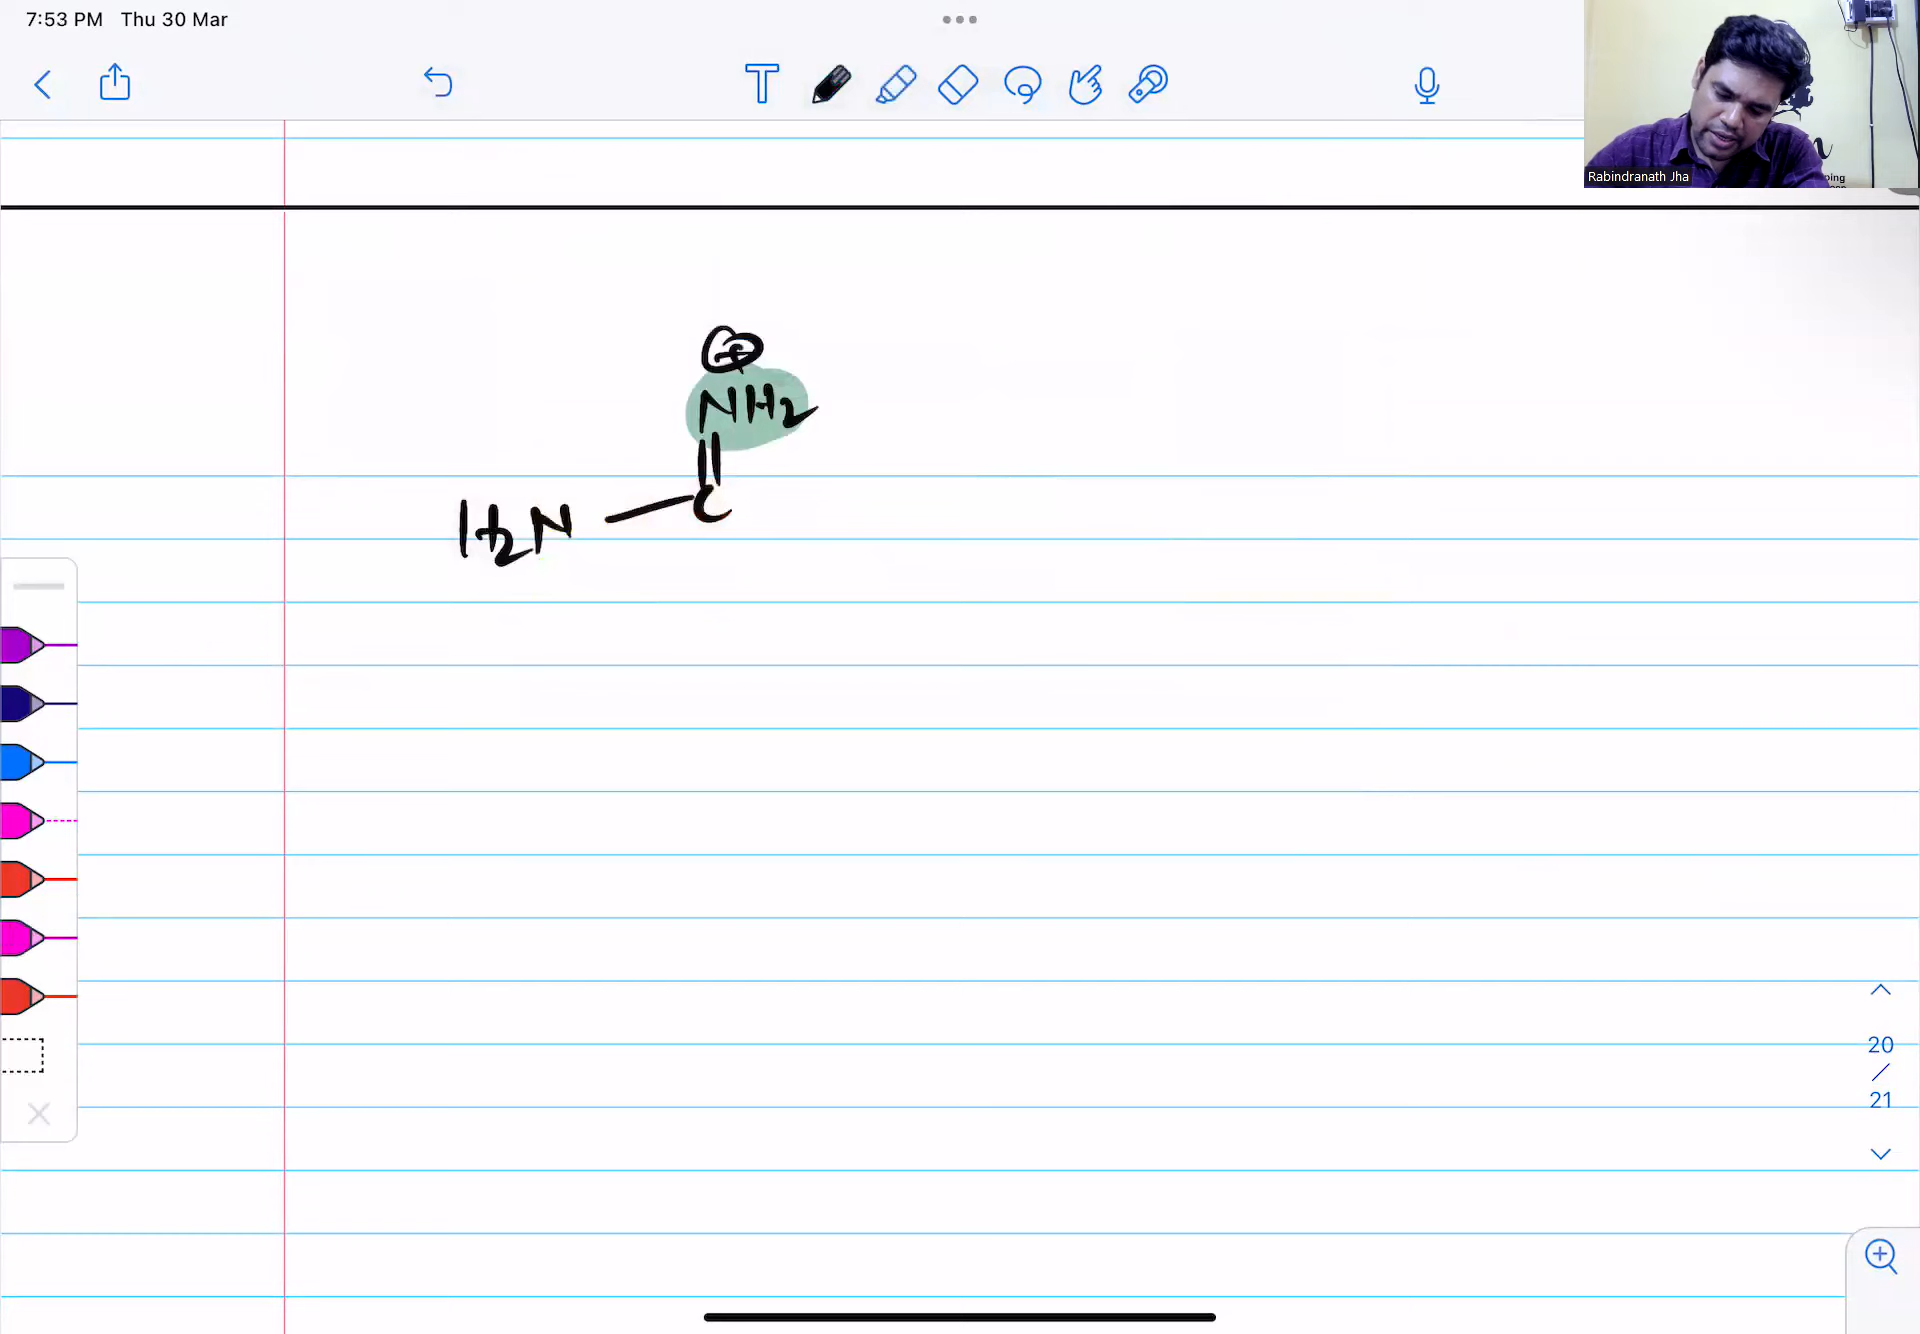 7:53 PM Thu 30 Mar
T
Rabindranath Jha
⊕
NH2
||
H2N — C
20
/
21